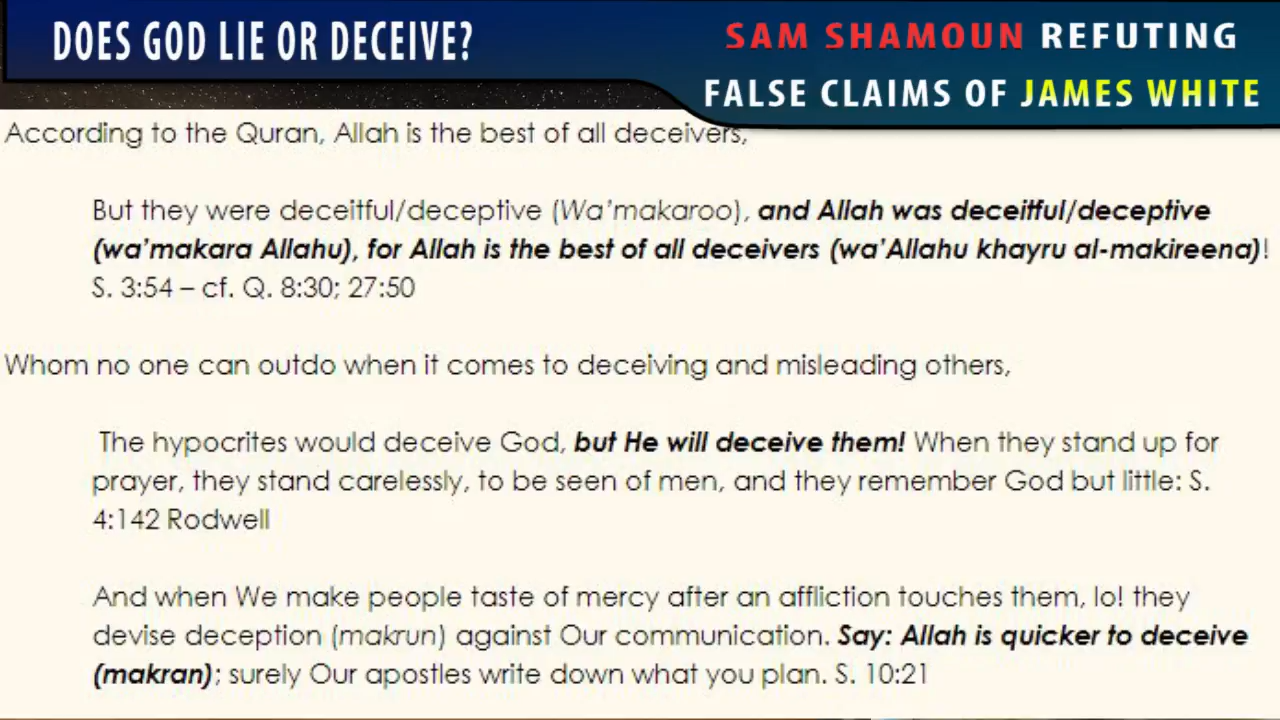 DOES GOD LIE OR DECEIVE?
SAM SHAMOUN REFUTING
FALSE CLAIMS OF JAMES WHITE
According to the Quran, Allah is the best of all deceivers,
But they were deceitful/deceptive (Wa'makaroo), and Allah was deceitful/deceptive
(wa'makara Allahu), for Allah is the best of all deceivers (wa'Allahu khayru al-makireena)!
S. 3:54 – cf. Q. 8:30; 27:50
Whom no one can outdo when it comes to deceiving and misleading others,
The hypocrites would deceive God, but He will deceive them! When they stand up for
prayer, they stand carelessly, to be seen of men, and they remember God but little: S.
4:142 Rodwell
And when We make people taste of mercy after an affliction touches them, lo! they
devise deception (makrun) against Our communication. Say: Allah is quicker to deceive
(makran); surely Our apostles write down what you plan. S. 10:21